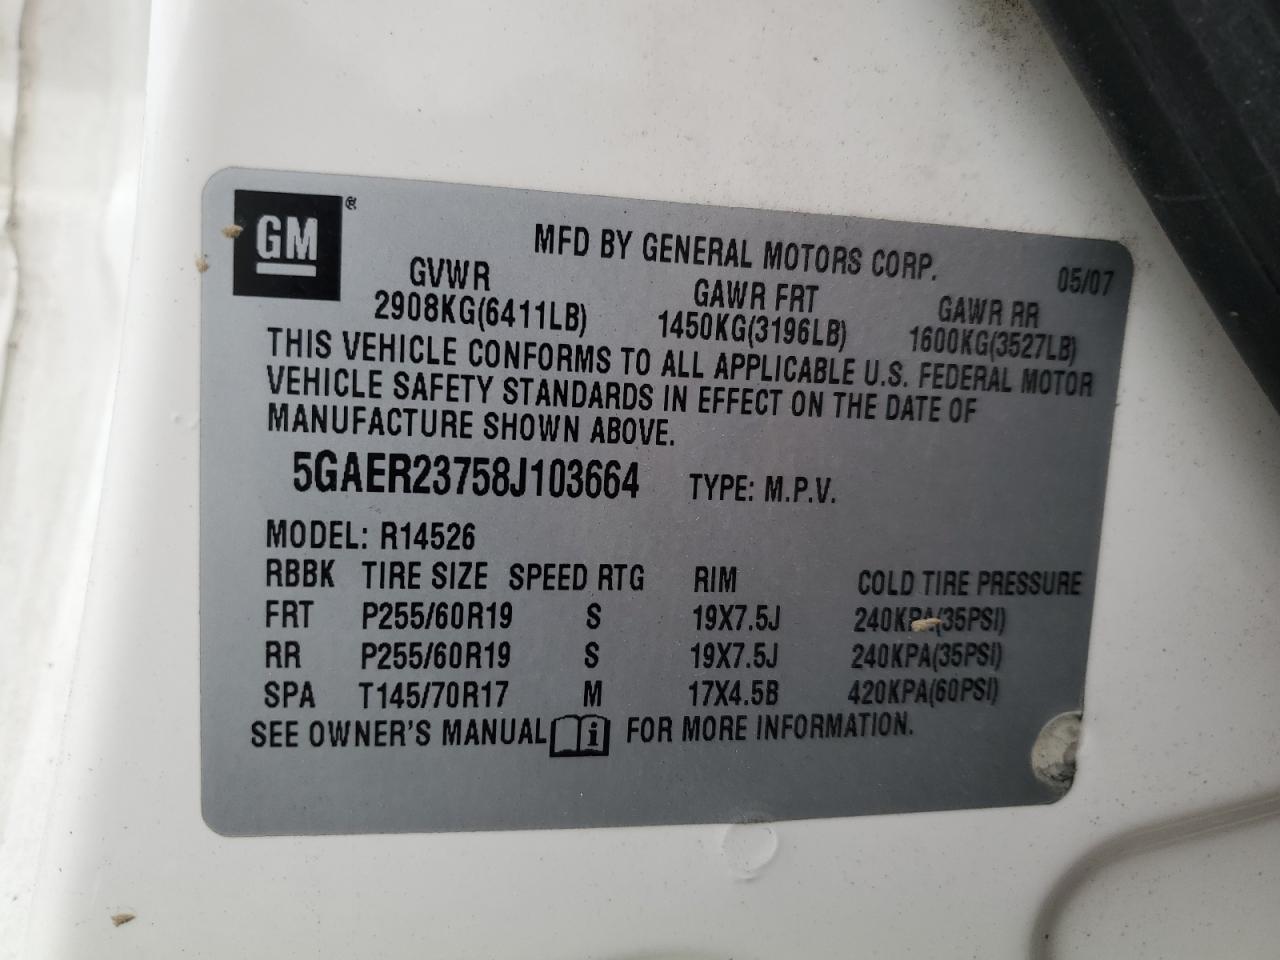 GM®
MFD BY GENERAL MOTORS CORP. 05/07
GVWR GAWR FRT GAWR RR
2908KG(6411LB) 1450KG(3196LB) 1600KG(3527LB)
THIS VEHICLE CONFORMS TO ALL APPLICABLE U.S. FEDERAL MOTOR
VEHICLE SAFETY STANDARDS IN EFFECT ON THE DATE OF
MANUFACTURE SHOWN ABOVE.
5GAER23758J103664 TYPE: M.P.V.
MODEL: R14526
RBBK TIRE SIZE SPEED RTG RIM COLD TIRE PRESSURE
FRT P255/60R19 S 19X7.5J 240KPA(35PSI)
RR P255/60R19 S 19X7.5J 240KPA(35PSI)
SPA T145/70R17 M 17X4.5B 420KPA(60PSI)
SEE OWNER'S MANUAL i FOR MORE INFORMATION.